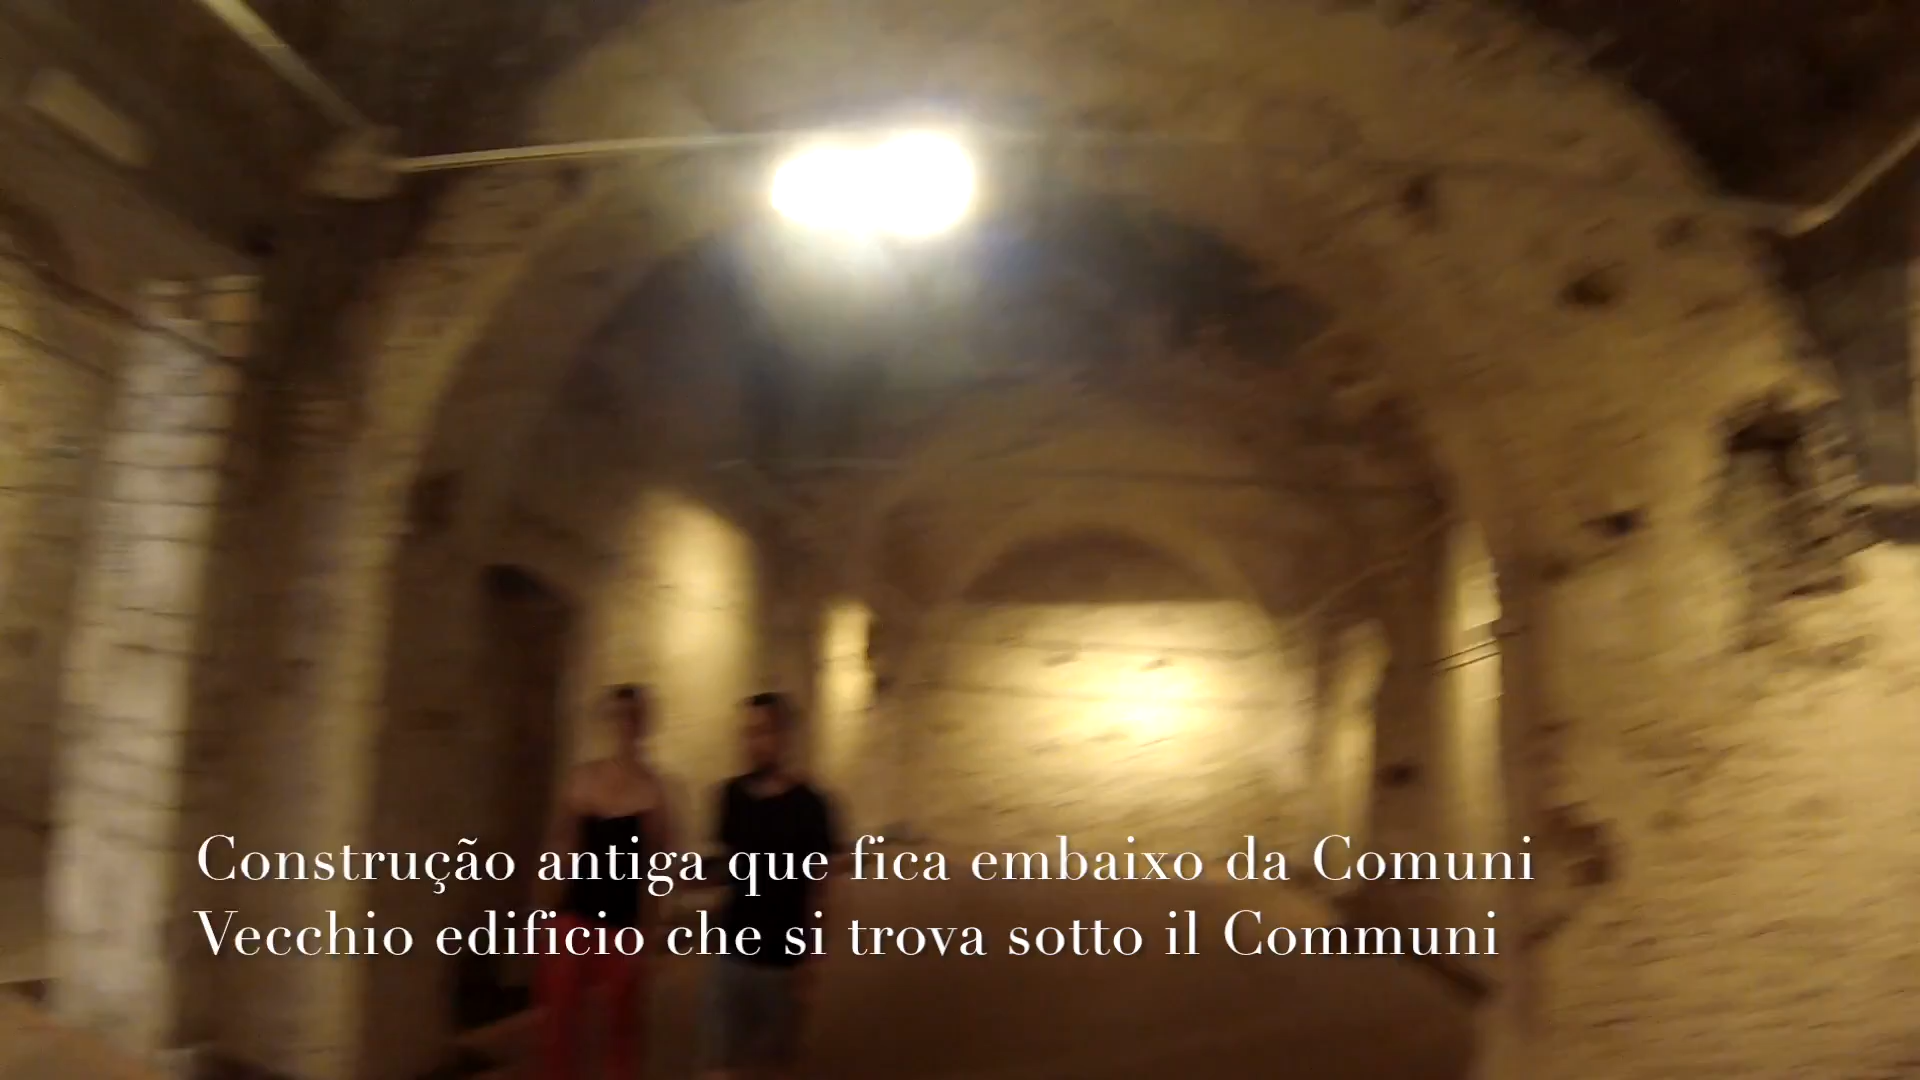 Construção antiga que fica embaixo da Comuni
Vecchio edificio che si trova sotto il Communi